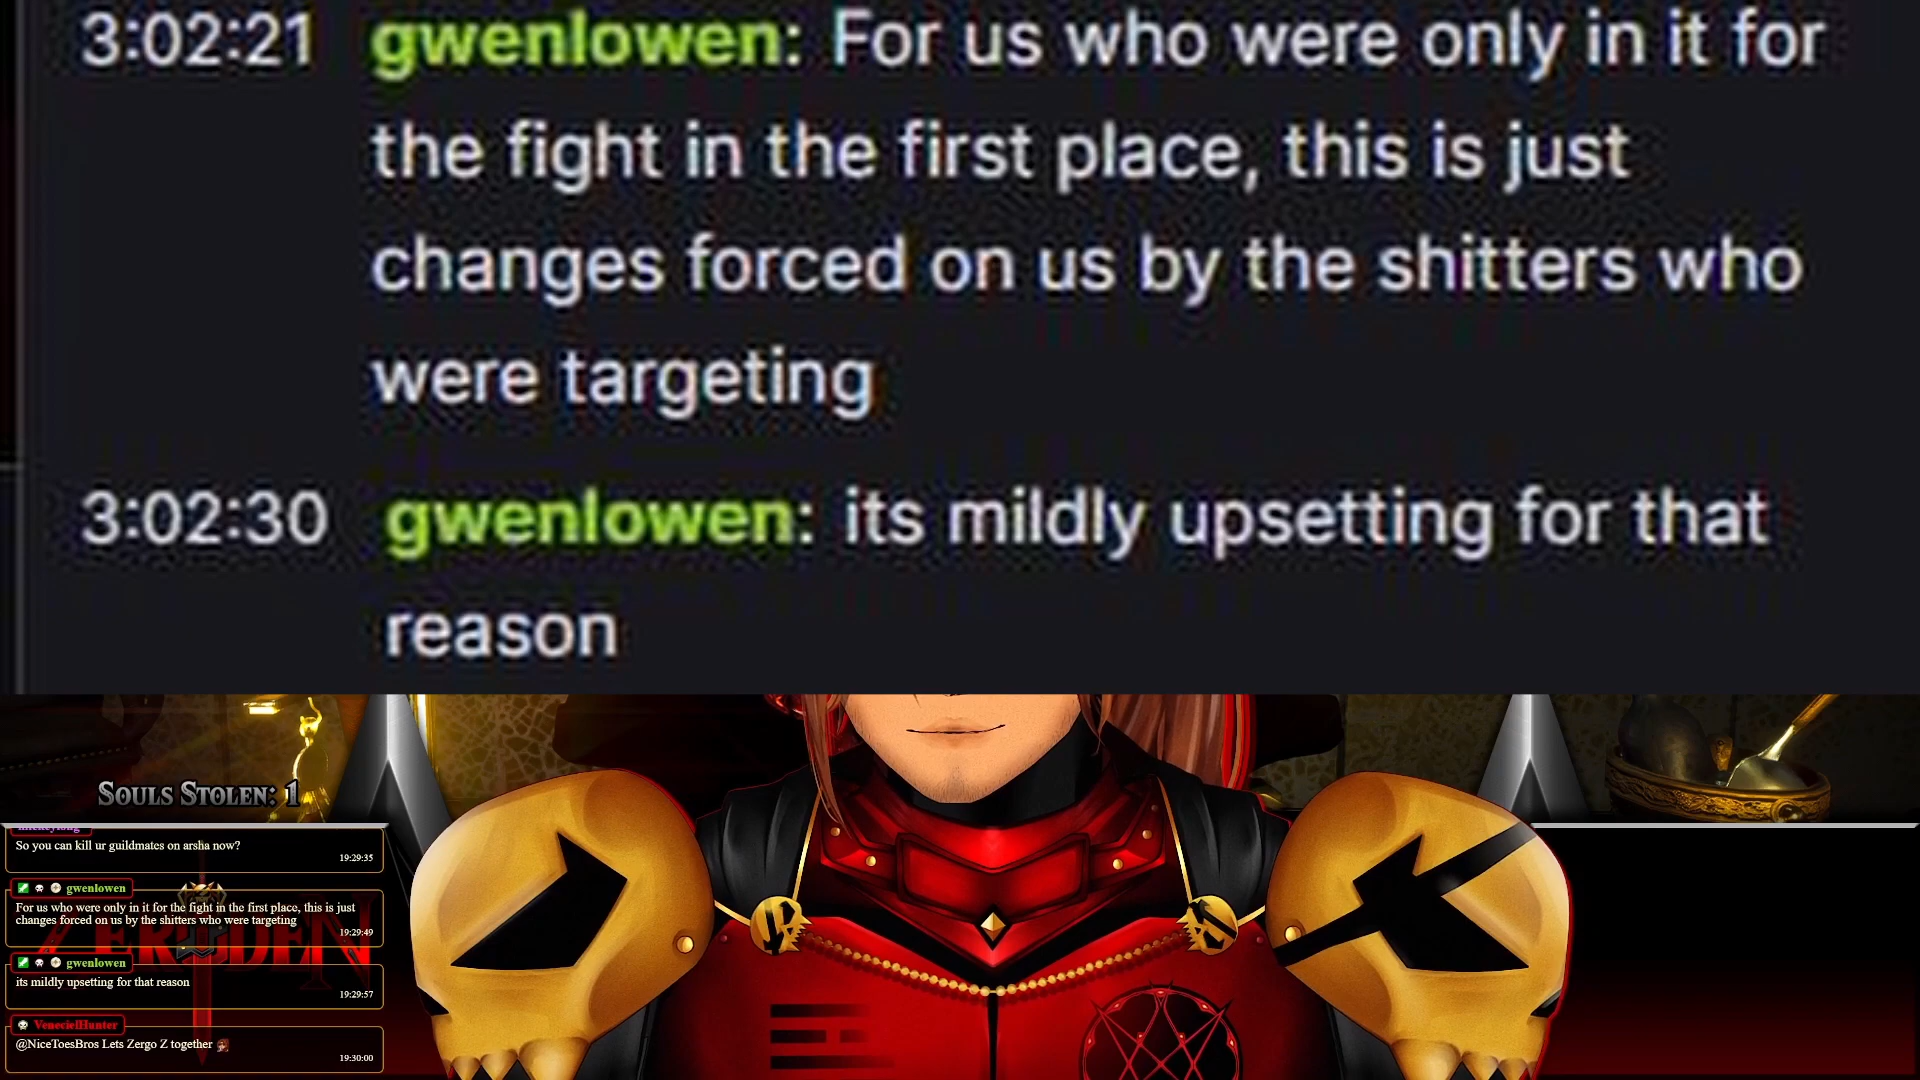 3:02:21 gwenlowen: For us who were only in it for
the fight in the first place, this is just
changes forced on us by the shitters who
were targeting
3:02:30 gwenlowen: its mildly upsetting for that
reason
Souls Stolen: 1
So you can kill ur guildmates on arsha now?
19:29:35
gwenlowen
For us who were only in it for the fight in the first place, this is just
changes forced on us by the shitters who were targeting
19:29:49
gwenlowen
its mildly upsetting for that reason
19:29:57
VenecielHunter
@NiceToesBros Lets Zergo Z together
19:30:00